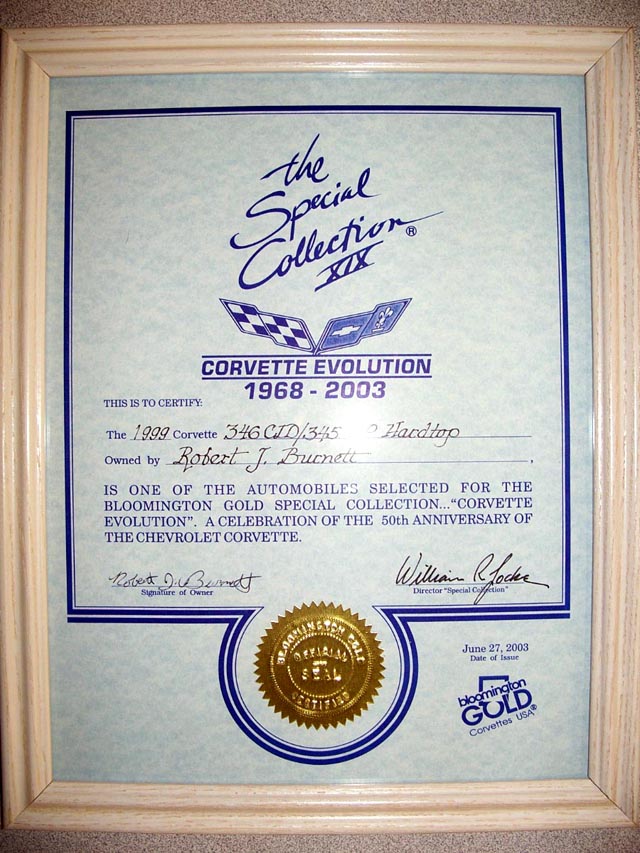 the
Special
Collection ®
XIX
CORVETTE EVOLUTION
1968 - 2003
THIS IS TO CERTIFY:
The 1999 Corvette 346 CID/345 Hardtop
Owned by Robert J. Burnett,
IS ONE OF THE AUTOMOBILES SELECTED FOR THE
BLOOMINGTON GOLD SPECIAL COLLECTION..."CORVETTE
EVOLUTION". A CELEBRATION OF THE 50th ANNIVERSARY OF
THE CHEVROLET CORVETTE.
Robert J. Burnett William R Locke
Signature of Owner Director "Special Collection"
BLOOMINGTON GOLD
OFFICIAL
SEAL
CERTIFIED
June 27, 2003
Date of Issue
bloomington
GOLD
Corvettes USA®